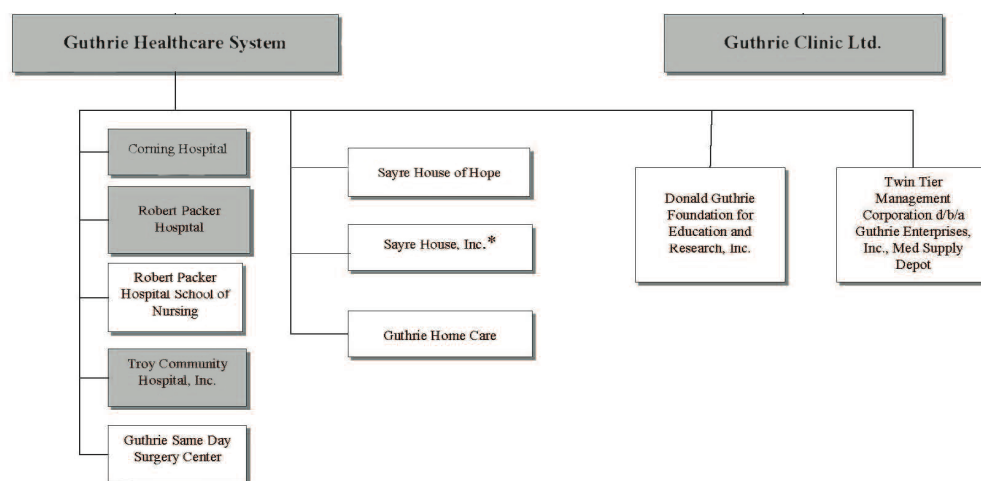 Guthrie Healthcare System
Guthrie Clinic Ltd.
Corning Hospital
Robert Packer
Hospital
Robert Packer
Hospital School of
Nursing
Troy Community
Hospital, Inc.
Guthrie Same Day
Surgery Center
Sayre House of Hope
Sayre House, Inc.*
Guthrie Home Care
Donald Guthrie
Foundation for
Education and
Research, Inc.
Twin Tier
Management
Corporation d/b/a
Guthrie Enterprises,
Inc., Med Supply
Depot